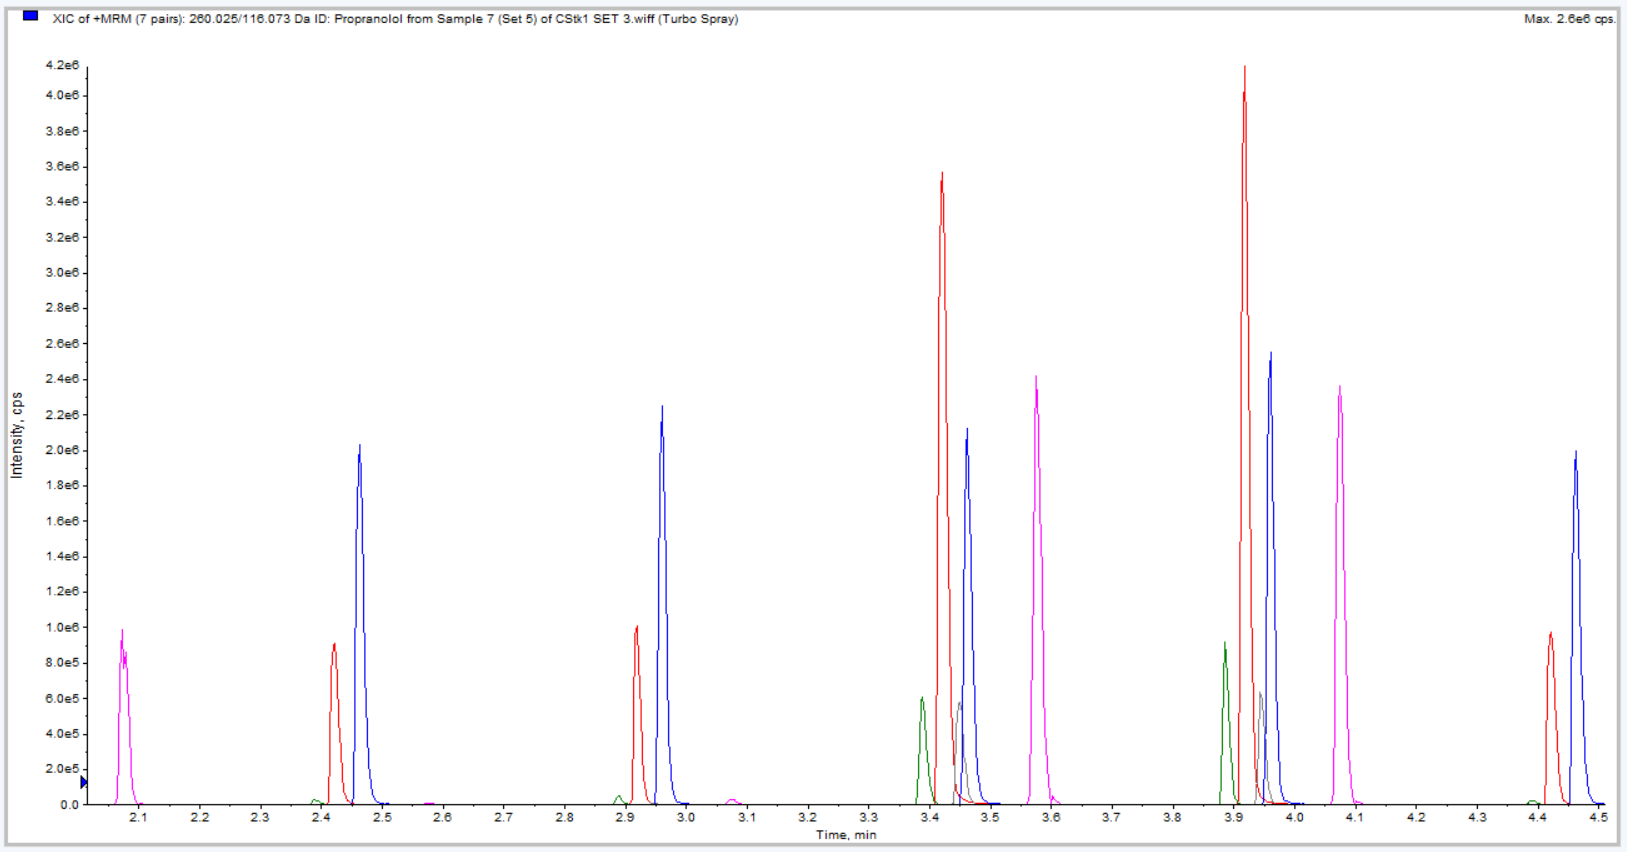 XIC of +MRM (7 pairs): 260.025/116.073 Da ID: Propranolol from Sample 7 (Set 5) of CStk1 SET 3.wiff (Turbo Spray)
Max. 2.6e6 cps.
4.2e6
4.0e6
3.8e6
3.6e6
3.4e6
3.2e6
3.0e6
2.8e6
2.6e6
2.4e6
2.2e6
2.0e6
1.8e6
1.6e6
1.4e6
1.2e6
1.0e6
8.0e5
6.0e5
4.0e5
2.0e5
0.0
Intensity, cps
2.1 2.2 2.3 2.4 2.5 2.6 2.7 2.8 2.9 3.0 3.1 3.2 3.3 3.4 3.5 3.6 3.7 3.8 3.9 4.0 4.1 4.2 4.3 4.4 4.5
Time, min